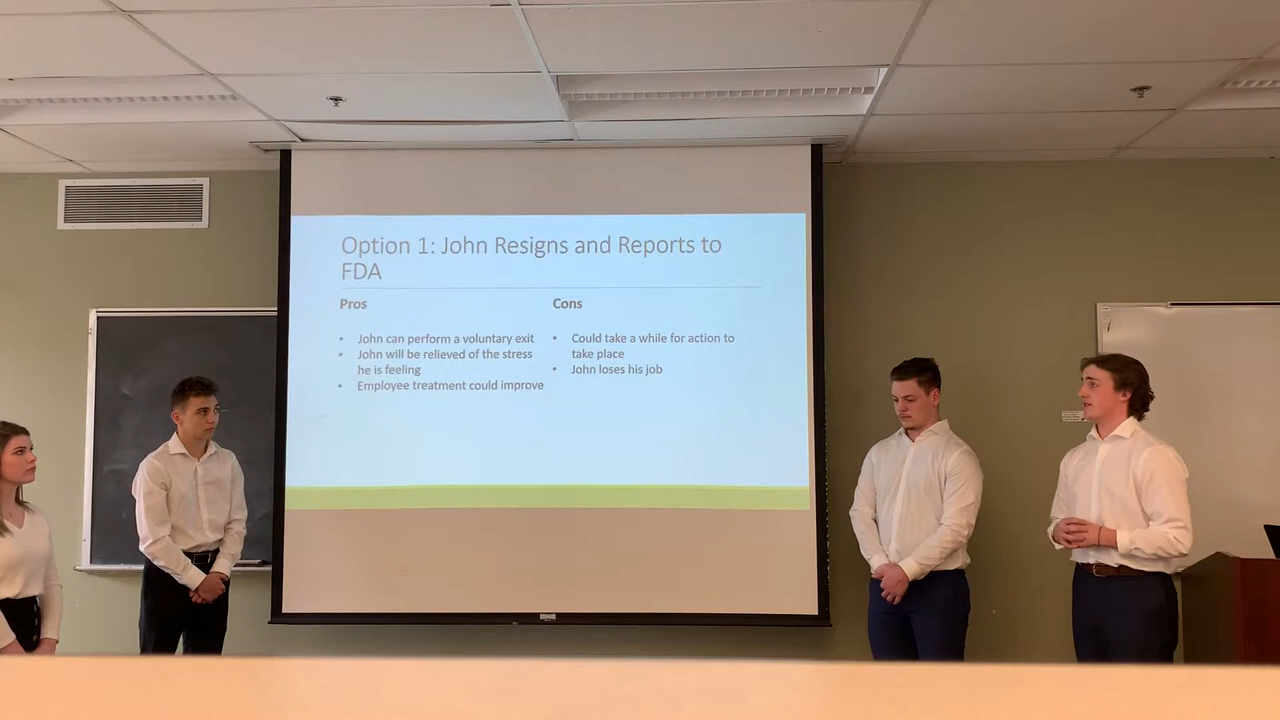 Option 1: John Resigns and Reports to
FDA
Pros
• John can perform a voluntary exit
• John will be relieved of the stress
he is feeling
• Employee treatment could improve
Cons
• Could take a while for action to
take place
• John loses his job